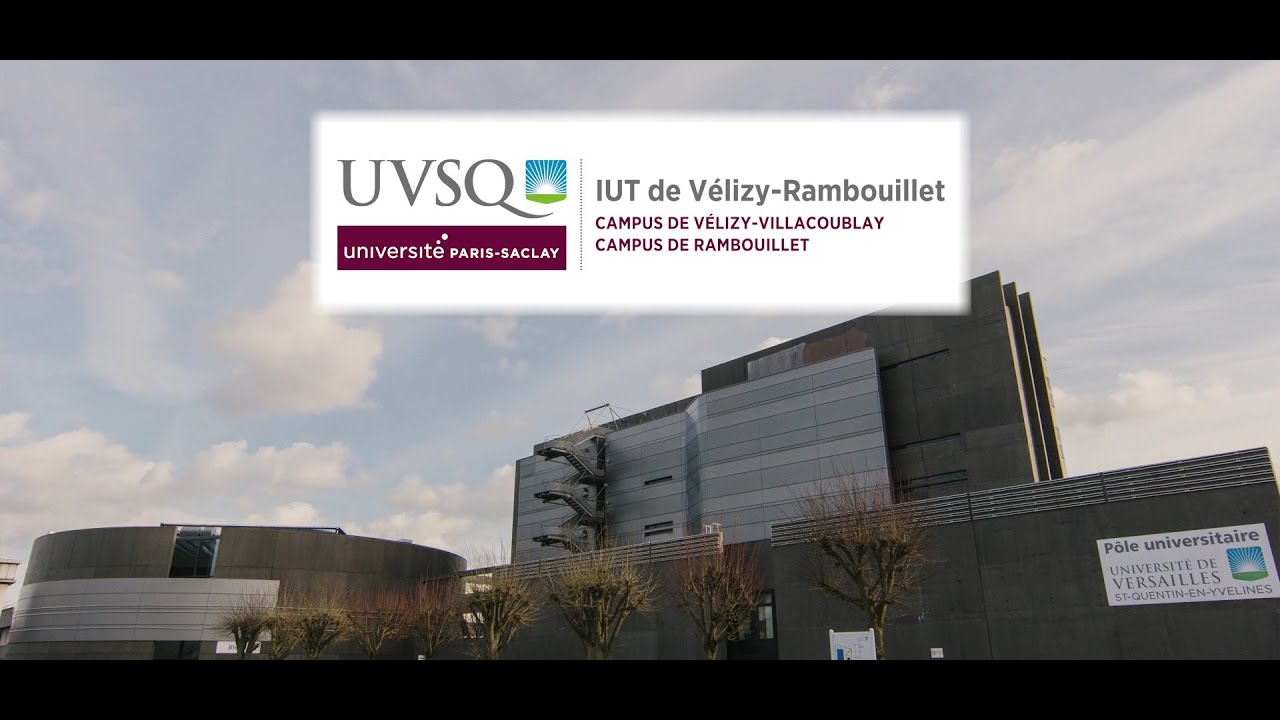 UVSQ
université PARIS-SACLAY
IUT de Vélizy-Rambouillet
CAMPUS DE VÉLIZY-VILLACOUBLAY
CAMPUS DE RAMBOUILLET
Pôle universitaire
UNIVERSITÉ DE
VERSAILLES
ST-QUENTIN-EN-YVELINES